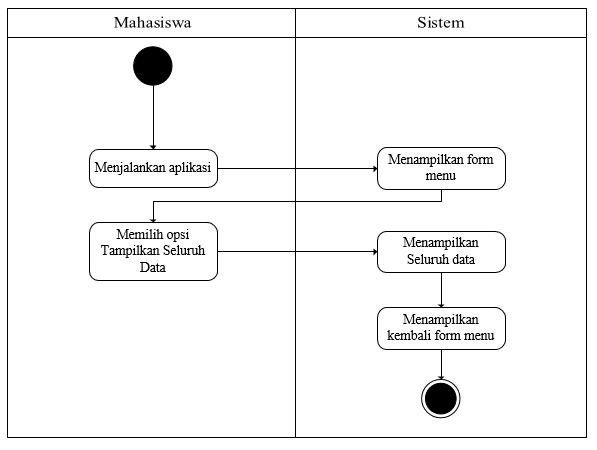 Mahasiswa
Sistem
Menjalankan aplikasi
Menampilkan form
menu
Memilih opsi
Tampilkan Seluruh
Data
Menampilkan
Seluruh data
Menampilkan
kembali form menu